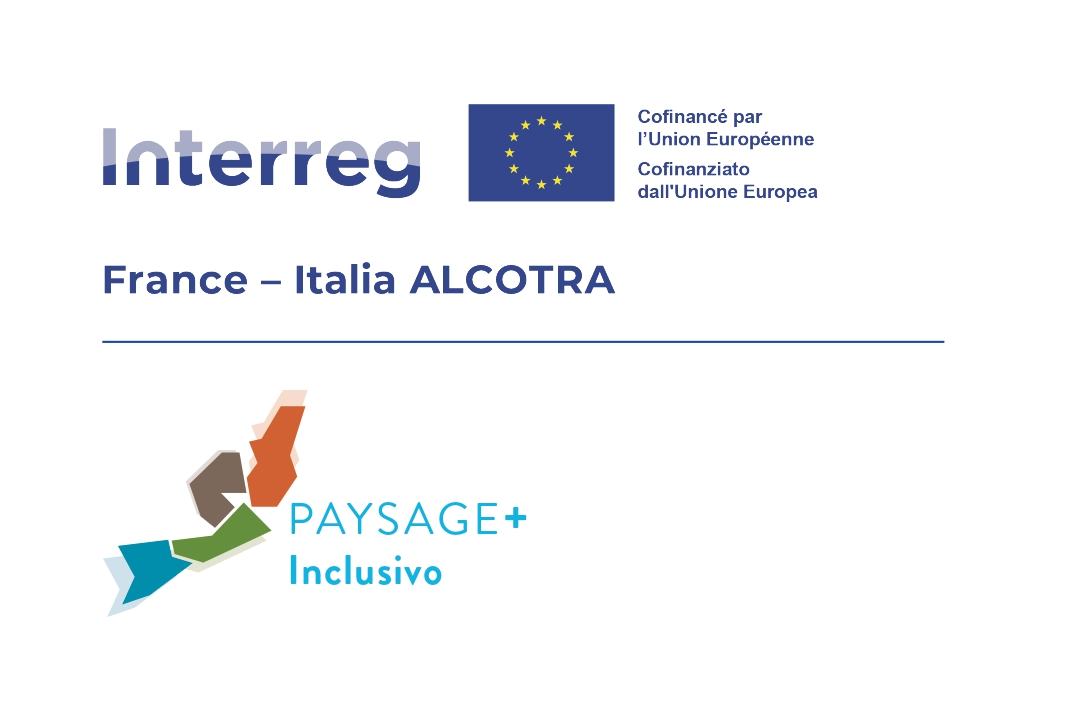 Interreg
Cofinancé par
l’Union Européenne
Cofinanziato
dall'Unione Europea
France – Italia ALCOTRA
PAYSAGE+
Inclusivo